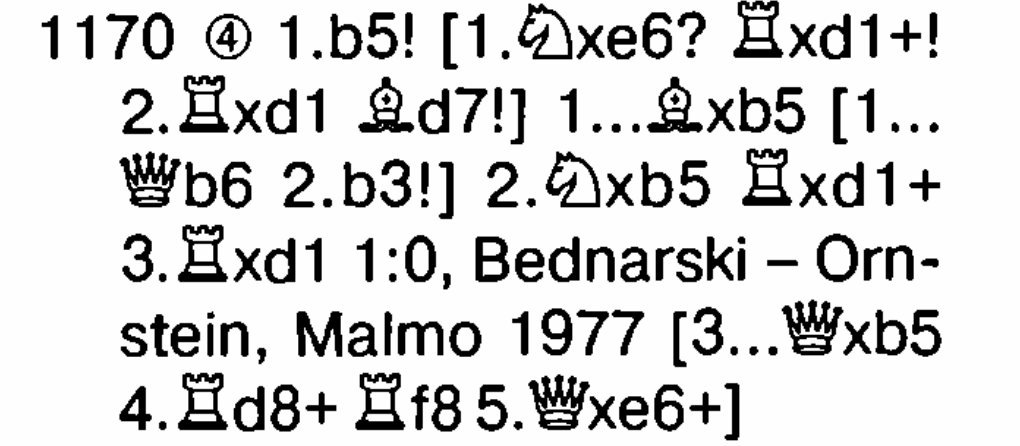 1170 ④ 1.b5! [1.♘xe6? ♖xd1+!
2.♖xd1 ♗d7!] 1...♗xb5 [1...
♕b6 2.b3!] 2.♘xb5 ♖xd1+
3.♖xd1 1:0, Bednarski – Orn-
stein, Malmo 1977 [3...♕xb5
4.♖d8+ ♖f8 5.♕xe6+]